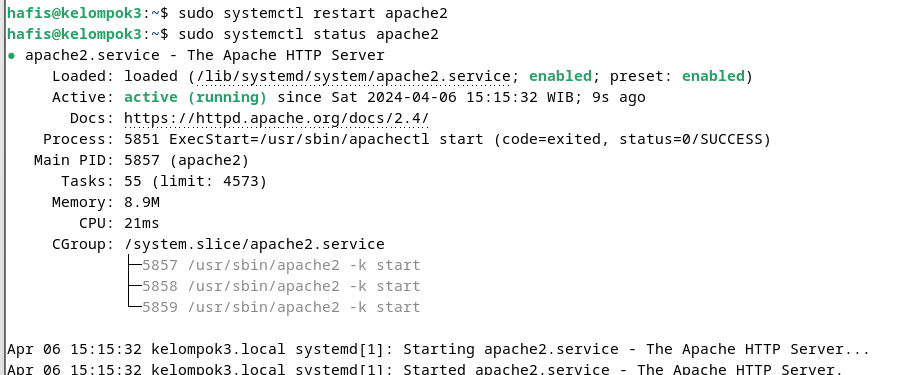 hafis@kelompok3:~$ sudo systemctl restart apache2
hafis@kelompok3:~$ sudo systemctl status apache2
● apache2.service - The Apache HTTP Server
     Loaded: loaded (/lib/systemd/system/apache2.service; enabled; preset: enabled)
     Active: active (running) since Sat 2024-04-06 15:15:32 WIB; 9s ago
       Docs: https://httpd.apache.org/docs/2.4/
    Process: 5851 ExecStart=/usr/sbin/apachectl start (code=exited, status=0/SUCCESS)
   Main PID: 5857 (apache2)
      Tasks: 55 (limit: 4573)
     Memory: 8.9M
        CPU: 21ms
     CGroup: /system.slice/apache2.service
             ├─5857 /usr/sbin/apache2 -k start
             ├─5858 /usr/sbin/apache2 -k start
             └─5859 /usr/sbin/apache2 -k start
Apr 06 15:15:32 kelompok3.local systemd[1]: Starting apache2.service - The Apache HTTP Server...
Apr 06 15:15:32 kelompok3.local systemd[1]: Started apache2.service - The Apache HTTP Server.